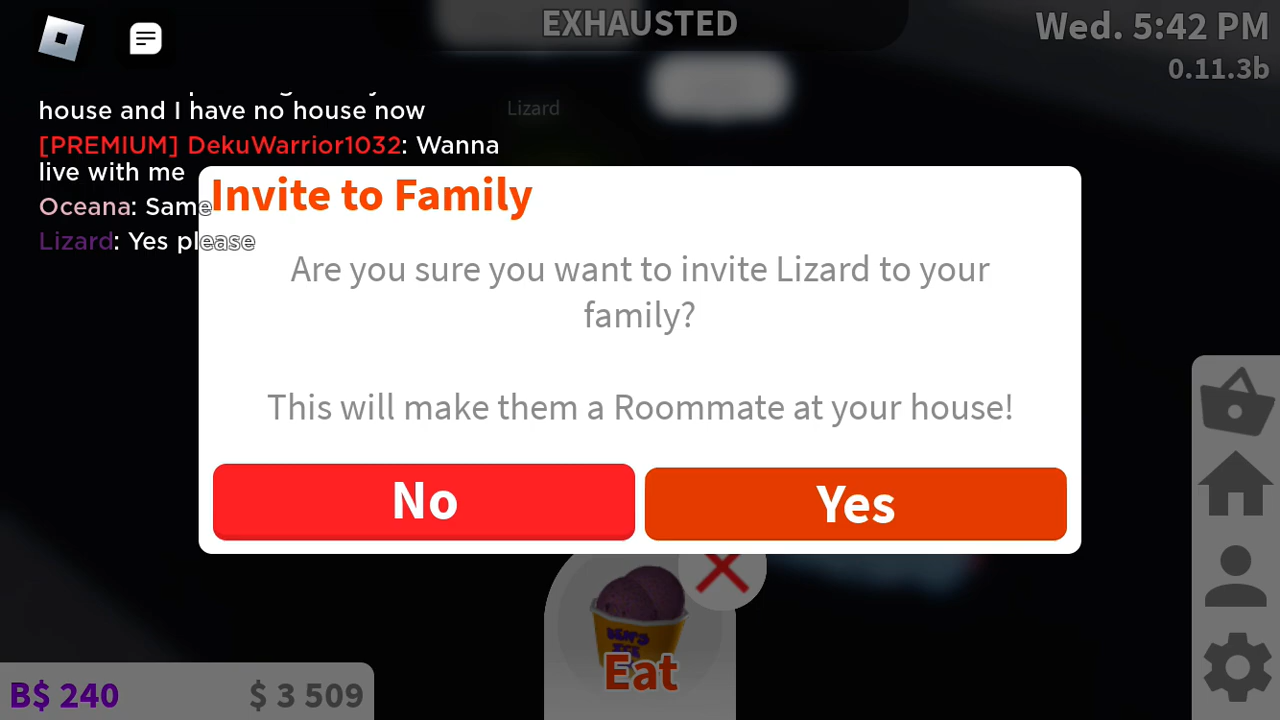 EXHAUSTED
Wed. 5:42 PM
0.11.3b
house and I have no house now
Lizard
[PREMIUM] DekuWarrior1032: Wanna
live with me
Oceana: Same
Lizard: Yes please
Invite to Family
Are you sure you want to invite Lizard to your
family?
This will make them a Roommate at your house!
No
Yes
BEN'S
ICE
Eat
B$ 240
$ 3 509